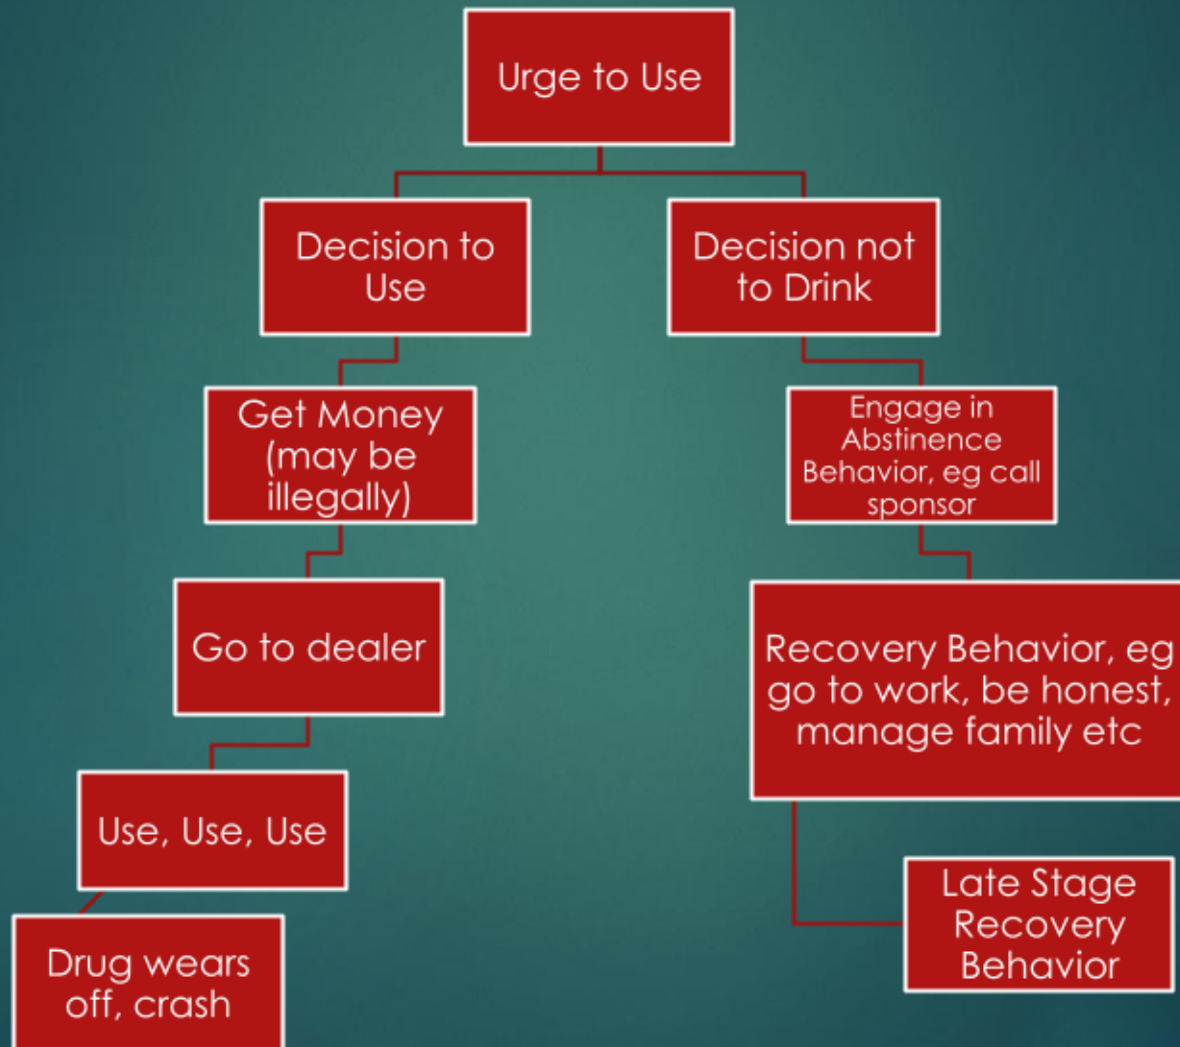 Urge to Use
Decision to
Use
Decision not
to Drink
Get Money
(may be
illegally)
Engage in
Abstinence
Behavior, eg call
sponsor
Go to dealer
Recovery Behavior, eg
go to work, be honest,
manage family etc
Use, Use, Use
Late Stage
Recovery
Behavior
Drug wears
off, crash